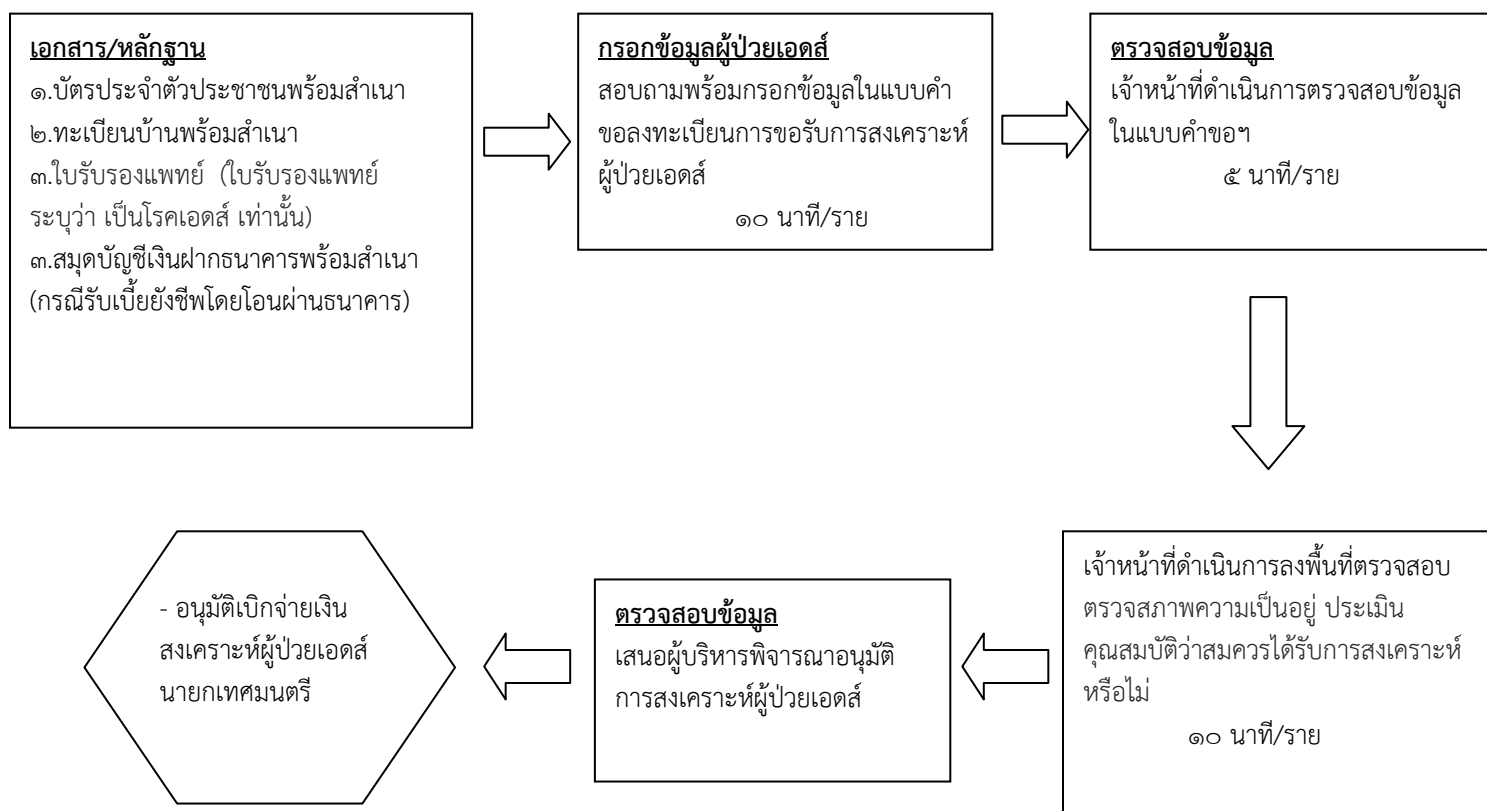 เอกสาร/หลักฐาน
๑.บัตรประจำตัวประชาชนพร้อมสำเนา
๒.ทะเบียนบ้านพร้อมสำเนา
๓.ใบรับรองแพทย์ (ใบรับรองแพทย์
ระบุว่า เป็นโรคเอดส์ เท่านั้น)
๓.สมุดบัญชีเงินฝากธนาคารพร้อมสำเนา
(กรณีรับเบี้ยยังชีพโดยโอนผ่านธนาคาร)
กรอกข้อมูลผู้ป่วยเอดส์
สอบถามพร้อมกรอกข้อมูลในแบบคำ
ขอลงทะเบียนการขอรับการสงเคราะห์
ผู้ป่วยเอดส์
๑๐ นาที/ราย
ตรวจสอบข้อมูล
เจ้าหน้าที่ดำเนินการตรวจสอบข้อมูล
ในแบบคำขอฯ
๕ นาที/ราย
เจ้าหน้าที่ดำเนินการลงพื้นที่ตรวจสอบ
ตรวจสภาพความเป็นอยู่ ประเมิน
คุณสมบัติว่าสมควรได้รับการสงเคราะห์
หรือไม่
๑๐ นาที/ราย
ตรวจสอบข้อมูล
เสนอผู้บริหารพิจารณาอนุมัติ
การสงเคราะห์ผู้ป่วยเอดส์
- อนุมัติเบิกจ่ายเงิน
สงเคราะห์ผู้ป่วยเอดส์
นายกเทศมนตรี